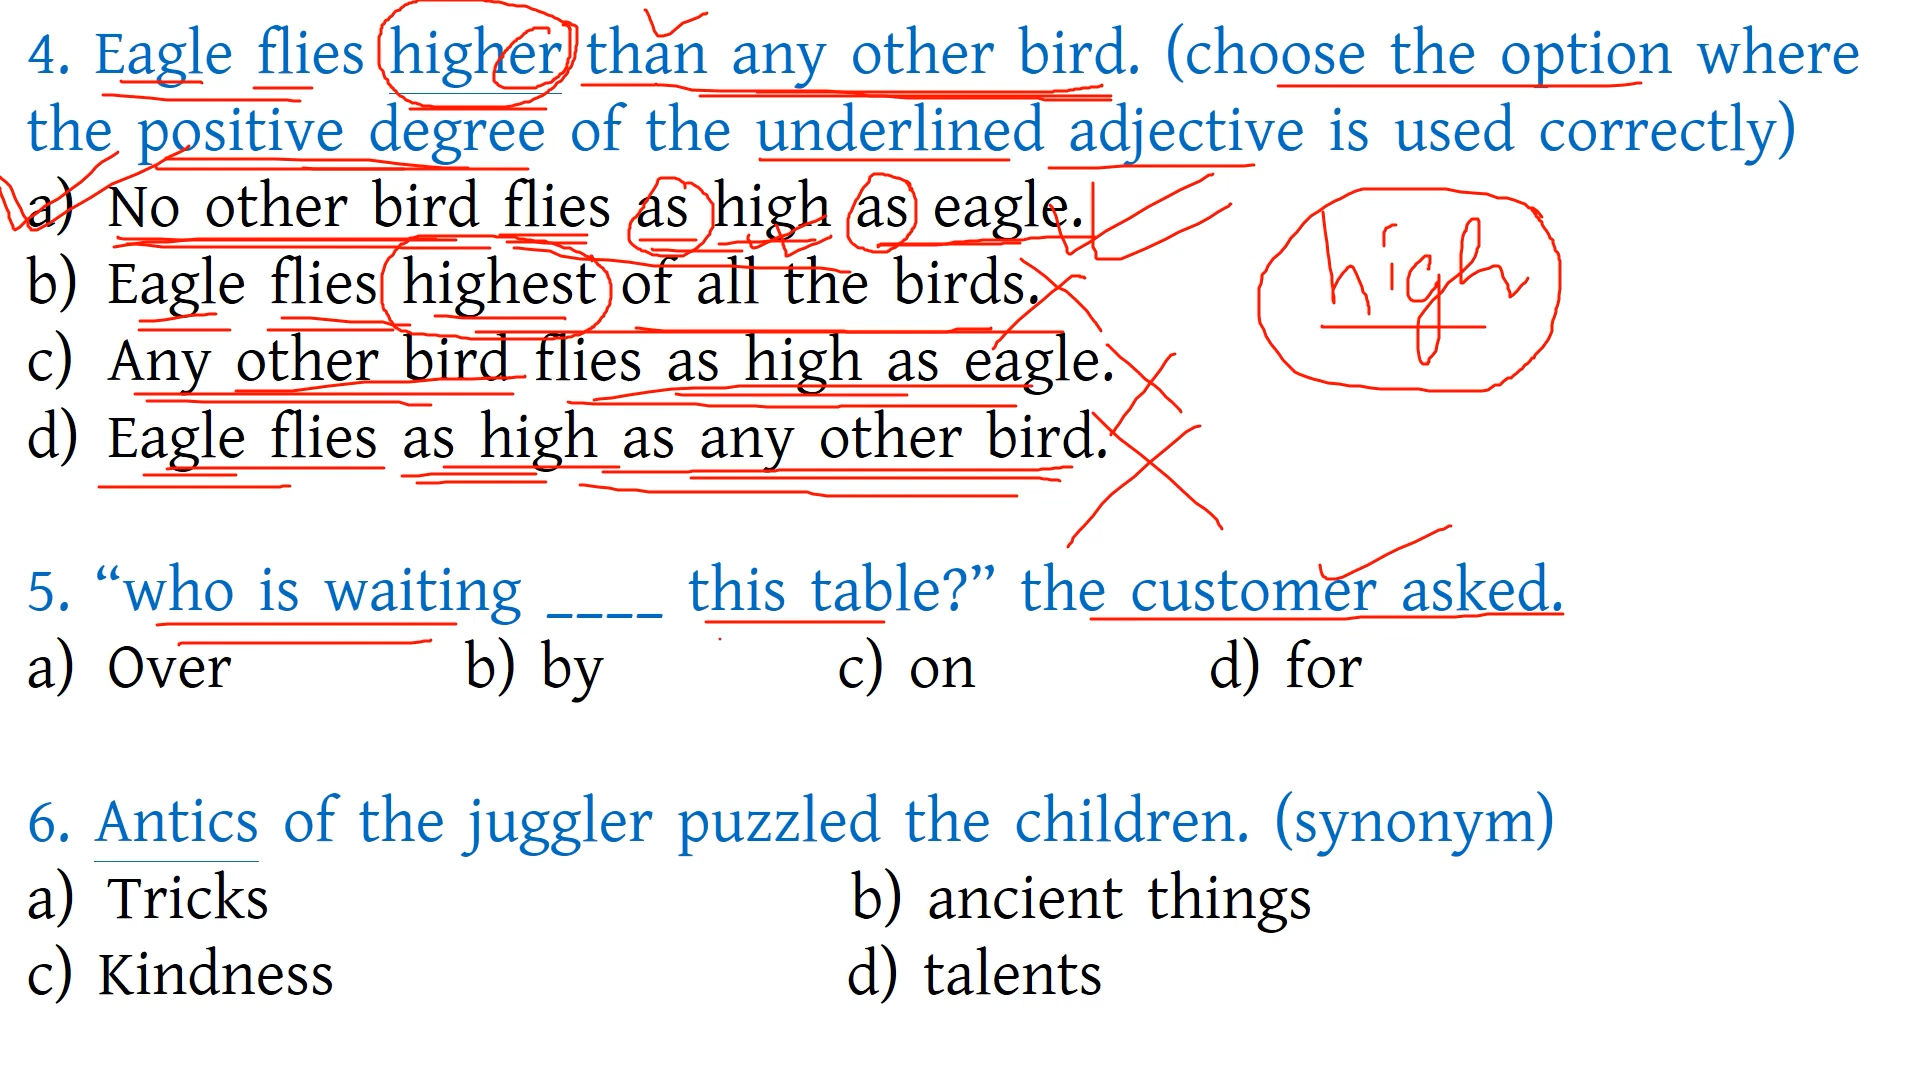 4. Eagle flies higher than any other bird. (choose the option where
the positive degree of the underlined adjective is used correctly)
a) No other bird flies as high as eagle.
high
b) Eagle flies highest of all the birds.
c) Any other bird flies as high as eagle.
d) Eagle flies as high as any other bird.
5. “who is waiting ____ this table?” the customer asked.
a) Over b) by c) on d) for
6. Antics of the juggler puzzled the children. (synonym)
a) Tricks b) ancient things
c) Kindness d) talents